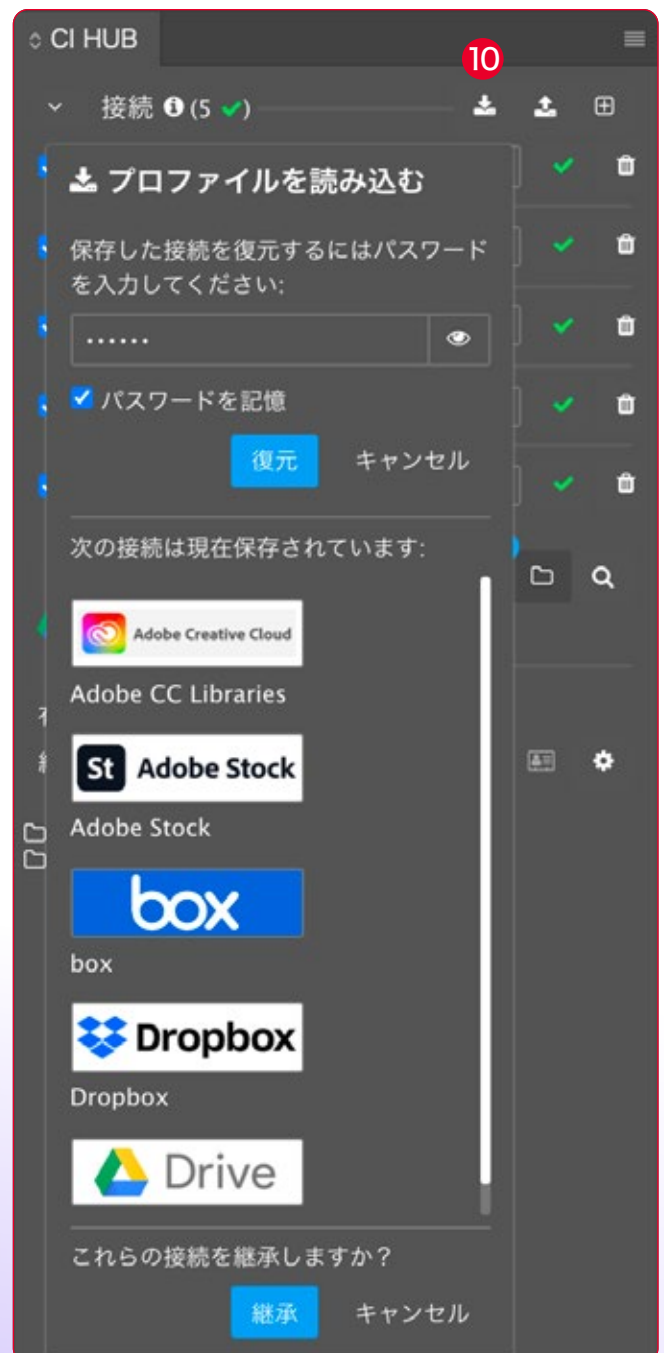 CI HUB
10
接続 (5 )
プロファイルを読み込む
保存した接続を復元するにはパスワード
を入力してください:
......
パスワードを記憶
復元 キャンセル
次の接続は現在保存されています:
Adobe Creative Cloud
Adobe CC Libraries
St Adobe Stock
Adobe Stock
box
box
Dropbox
Dropbox
Drive
これらの接続を継承しますか？
継承 キャンセル